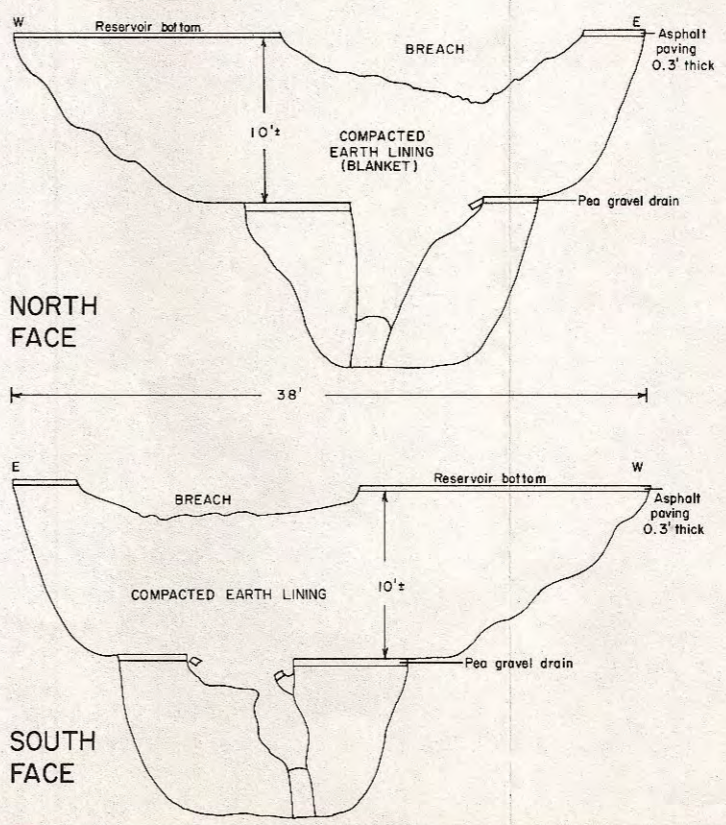 W
Reservoir bottom
BREACH
E
Asphalt
paving
0.3' thick
10'±
COMPACTED
EARTH LINING
(BLANKET)
Pea gravel drain
NORTH
FACE
38'
E
BREACH
Reservoir bottom
W
Asphalt
paving
0.3' thick
COMPACTED EARTH LINING
10'±
Pea gravel drain
SOUTH
FACE